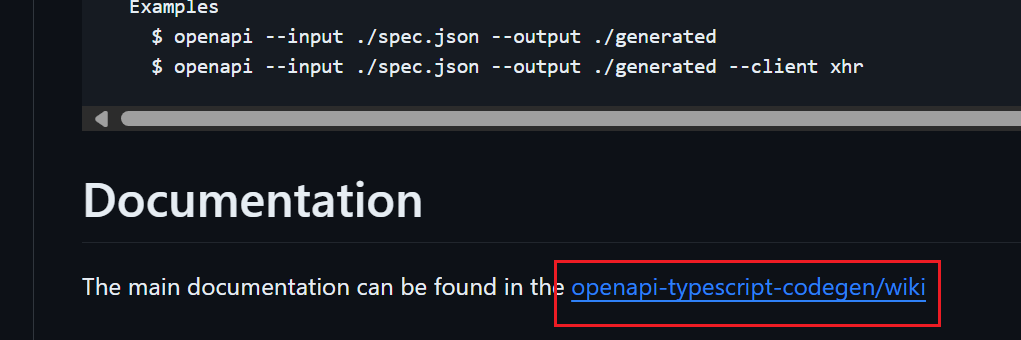 Examples
$ openapi --input ./spec.json --output ./generated
$ openapi --input ./spec.json --output ./generated --client xhr
Documentation
The main documentation can be found in the openapi-typescript-codegen/wiki